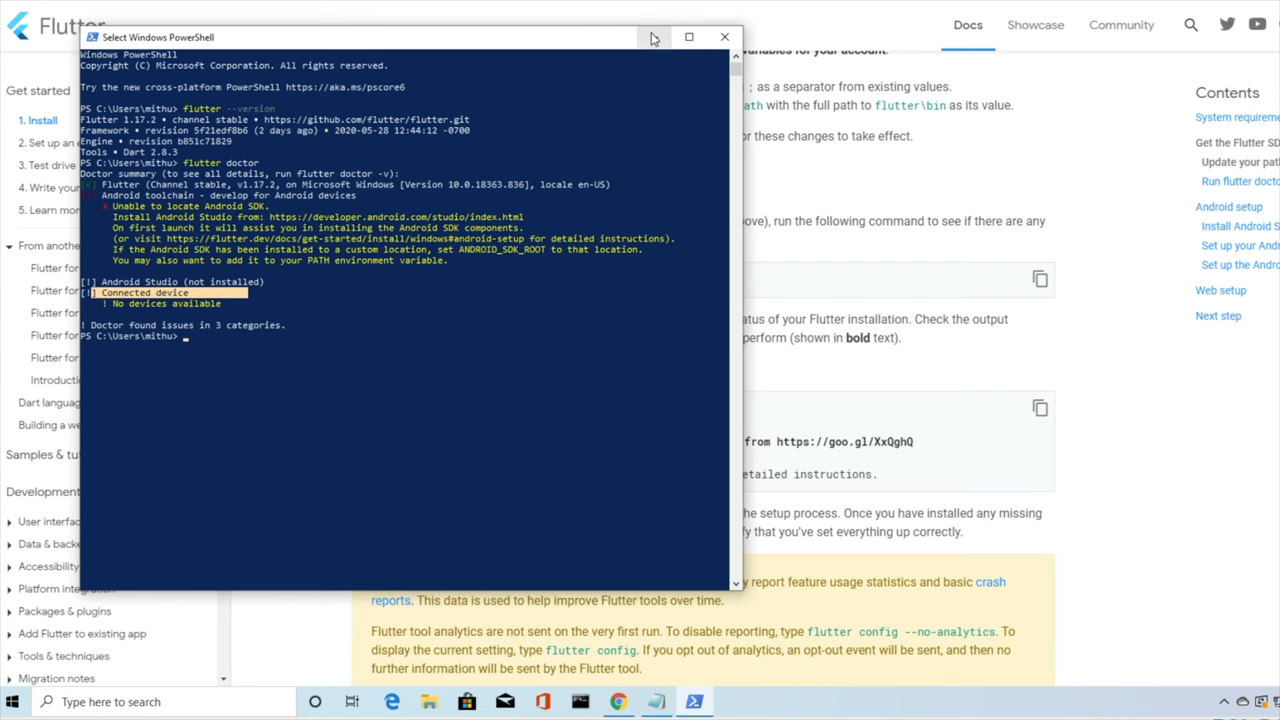 Flutter
Docs
Showcase
Community
Select Windows PowerShell
Windows PowerShell
Copyright (C) Microsoft Corporation. All rights reserved.
Try the new cross-platform PowerShell https://aka.ms/pscore6
PS C:\Users\mithu> flutter --version
Flutter 1.17.2 • channel stable • https://github.com/flutter/flutter.git
Framework • revision 5f21edf8b6 (2 days ago) • 2020-05-28 12:44:12 -0700
Engine • revision b851c71829
Tools • Dart 2.8.3
PS C:\Users\mithu> flutter doctor
Doctor summary (to see all details, run flutter doctor -v):
[√] Flutter (Channel stable, v1.17.2, on Microsoft Windows [Version 10.0.18363.836], locale en-US)
Android toolchain - develop for Android devices
X Unable to locate Android SDK.
Install Android Studio from: https://developer.android.com/studio/index.html
On first launch it will assist you in installing the Android SDK components.
(or visit https://flutter.dev/docs/get-started/install/windows#android-setup for detailed instructions).
If the Android SDK has been installed to a custom location, set ANDROID_SDK_ROOT to that location.
You may also want to add it to your PATH environment variable.
[!] Android Studio (not installed)
[!] Connected device
! No devices available
! Doctor found issues in 3 categories.
PS C:\Users\mithu>
Get started
1. Install
2. Set up an
3. Test drive
4. Write your
5. Learn more
From anothe
Flutter for
Flutter for
Flutter for
Flutter for
Flutter for
Introductio
Dart languag
Building a we
Samples & tu
Development
User interfac
Data & backe
Accessibility
Platform integration
Packages & plugins
Add Flutter to existing app
Tools & techniques
Migration notes
variables for your account.
; as a separator from existing values.
ath with the full path to flutter\bin as its value.
or these changes to take effect.
ove), run the following command to see if there are any
atus of your Flutter installation. Check the output
perform (shown in bold text).
from https://goo.gl/XxQghQ
etailed instructions.
he setup process. Once you have installed any missing
fy that you've set everything up correctly.
y report feature usage statistics and basic crash
reports. This data is used to help improve Flutter tools over time.
Flutter tool analytics are not sent on the very first run. To disable reporting, type flutter config --no-analytics. To
display the current setting, type flutter config. If you opt out of analytics, an opt-out event will be sent, and then no
further information will be sent by the Flutter tool.
Contents
System requireme
Get the Flutter SD
Update your path
Run flutter docto
Android setup
Install Android S
Set up your Andr
Set up the Andro
Web setup
Next step
Type here to search